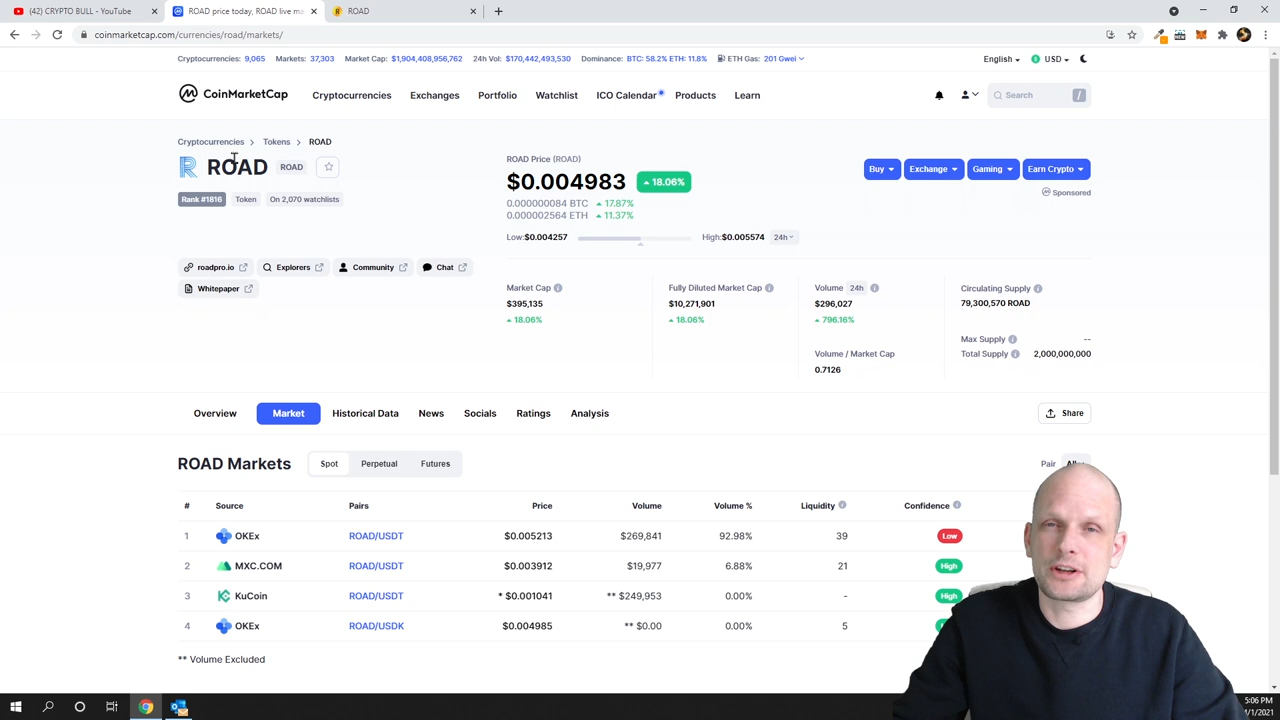 (42) CRYPTO BULL - YouTube
ROAD price today, ROAD live ma
ROAD
coinmarketcap.com/currencies/road/markets/
Cryptocurrencies: 9,065 Markets: 37,303 Market Cap: $1,904,408,956,762 24h Vol: $170,442,493,530 Dominance: BTC: 58.2% ETH: 11.8% ETH Gas: 201 Gwei English USD
CoinMarketCap Cryptocurrencies Exchanges Portfolio Watchlist ICO Calendar Products Learn Search /
Cryptocurrencies > Tokens > ROAD
ROAD ROAD
Rank #1816 Token On 2,070 watchlists
roadpro.io Explorers Community Chat
Whitepaper
ROAD Price (ROAD)
$0.004983 18.06%
0.000000084 BTC 17.87%
0.000002564 ETH 11.37%
Low:$0.004257 High:$0.005574 24h
Buy Exchange Gaming Earn Crypto
Sponsored
Market Cap
$395,135
18.06%
Fully Diluted Market Cap
$10,271,901
18.06%
Volume 24h
$296,027
796.16%
Volume / Market Cap
0.7126
Circulating Supply
79,300,570 ROAD
Max Supply --
Total Supply 2,000,000,000
Overview Market Historical Data News Socials Ratings Analysis Share
ROAD Markets Spot Perpetual Futures Pair
# Source Pairs Price Volume Volume % Liquidity Confidence
1 OKEx ROAD/USDT $0.005213 $269,841 92.98% 39 Low
2 MXC.COM ROAD/USDT $0.003912 $19,977 6.88% 21 High
3 KuCoin ROAD/USDT * $0.001041 ** $249,953 0.00% - High
4 OKEx ROAD/USDK $0.004985 ** $0.00 0.00% 5
** Volume Excluded
5:06 PM
/1/2021